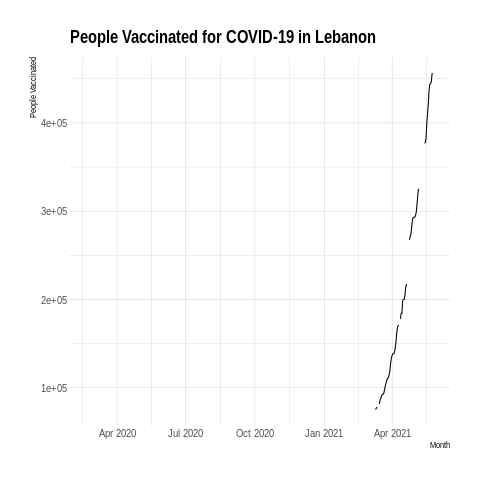 People Vaccinated for COVID-19 in Lebanon
People Vaccinated
4e+05
3e+05
2e+05
1e+05
Apr 2020 Jul 2020 Oct 2020 Jan 2021 Apr 2021
Month